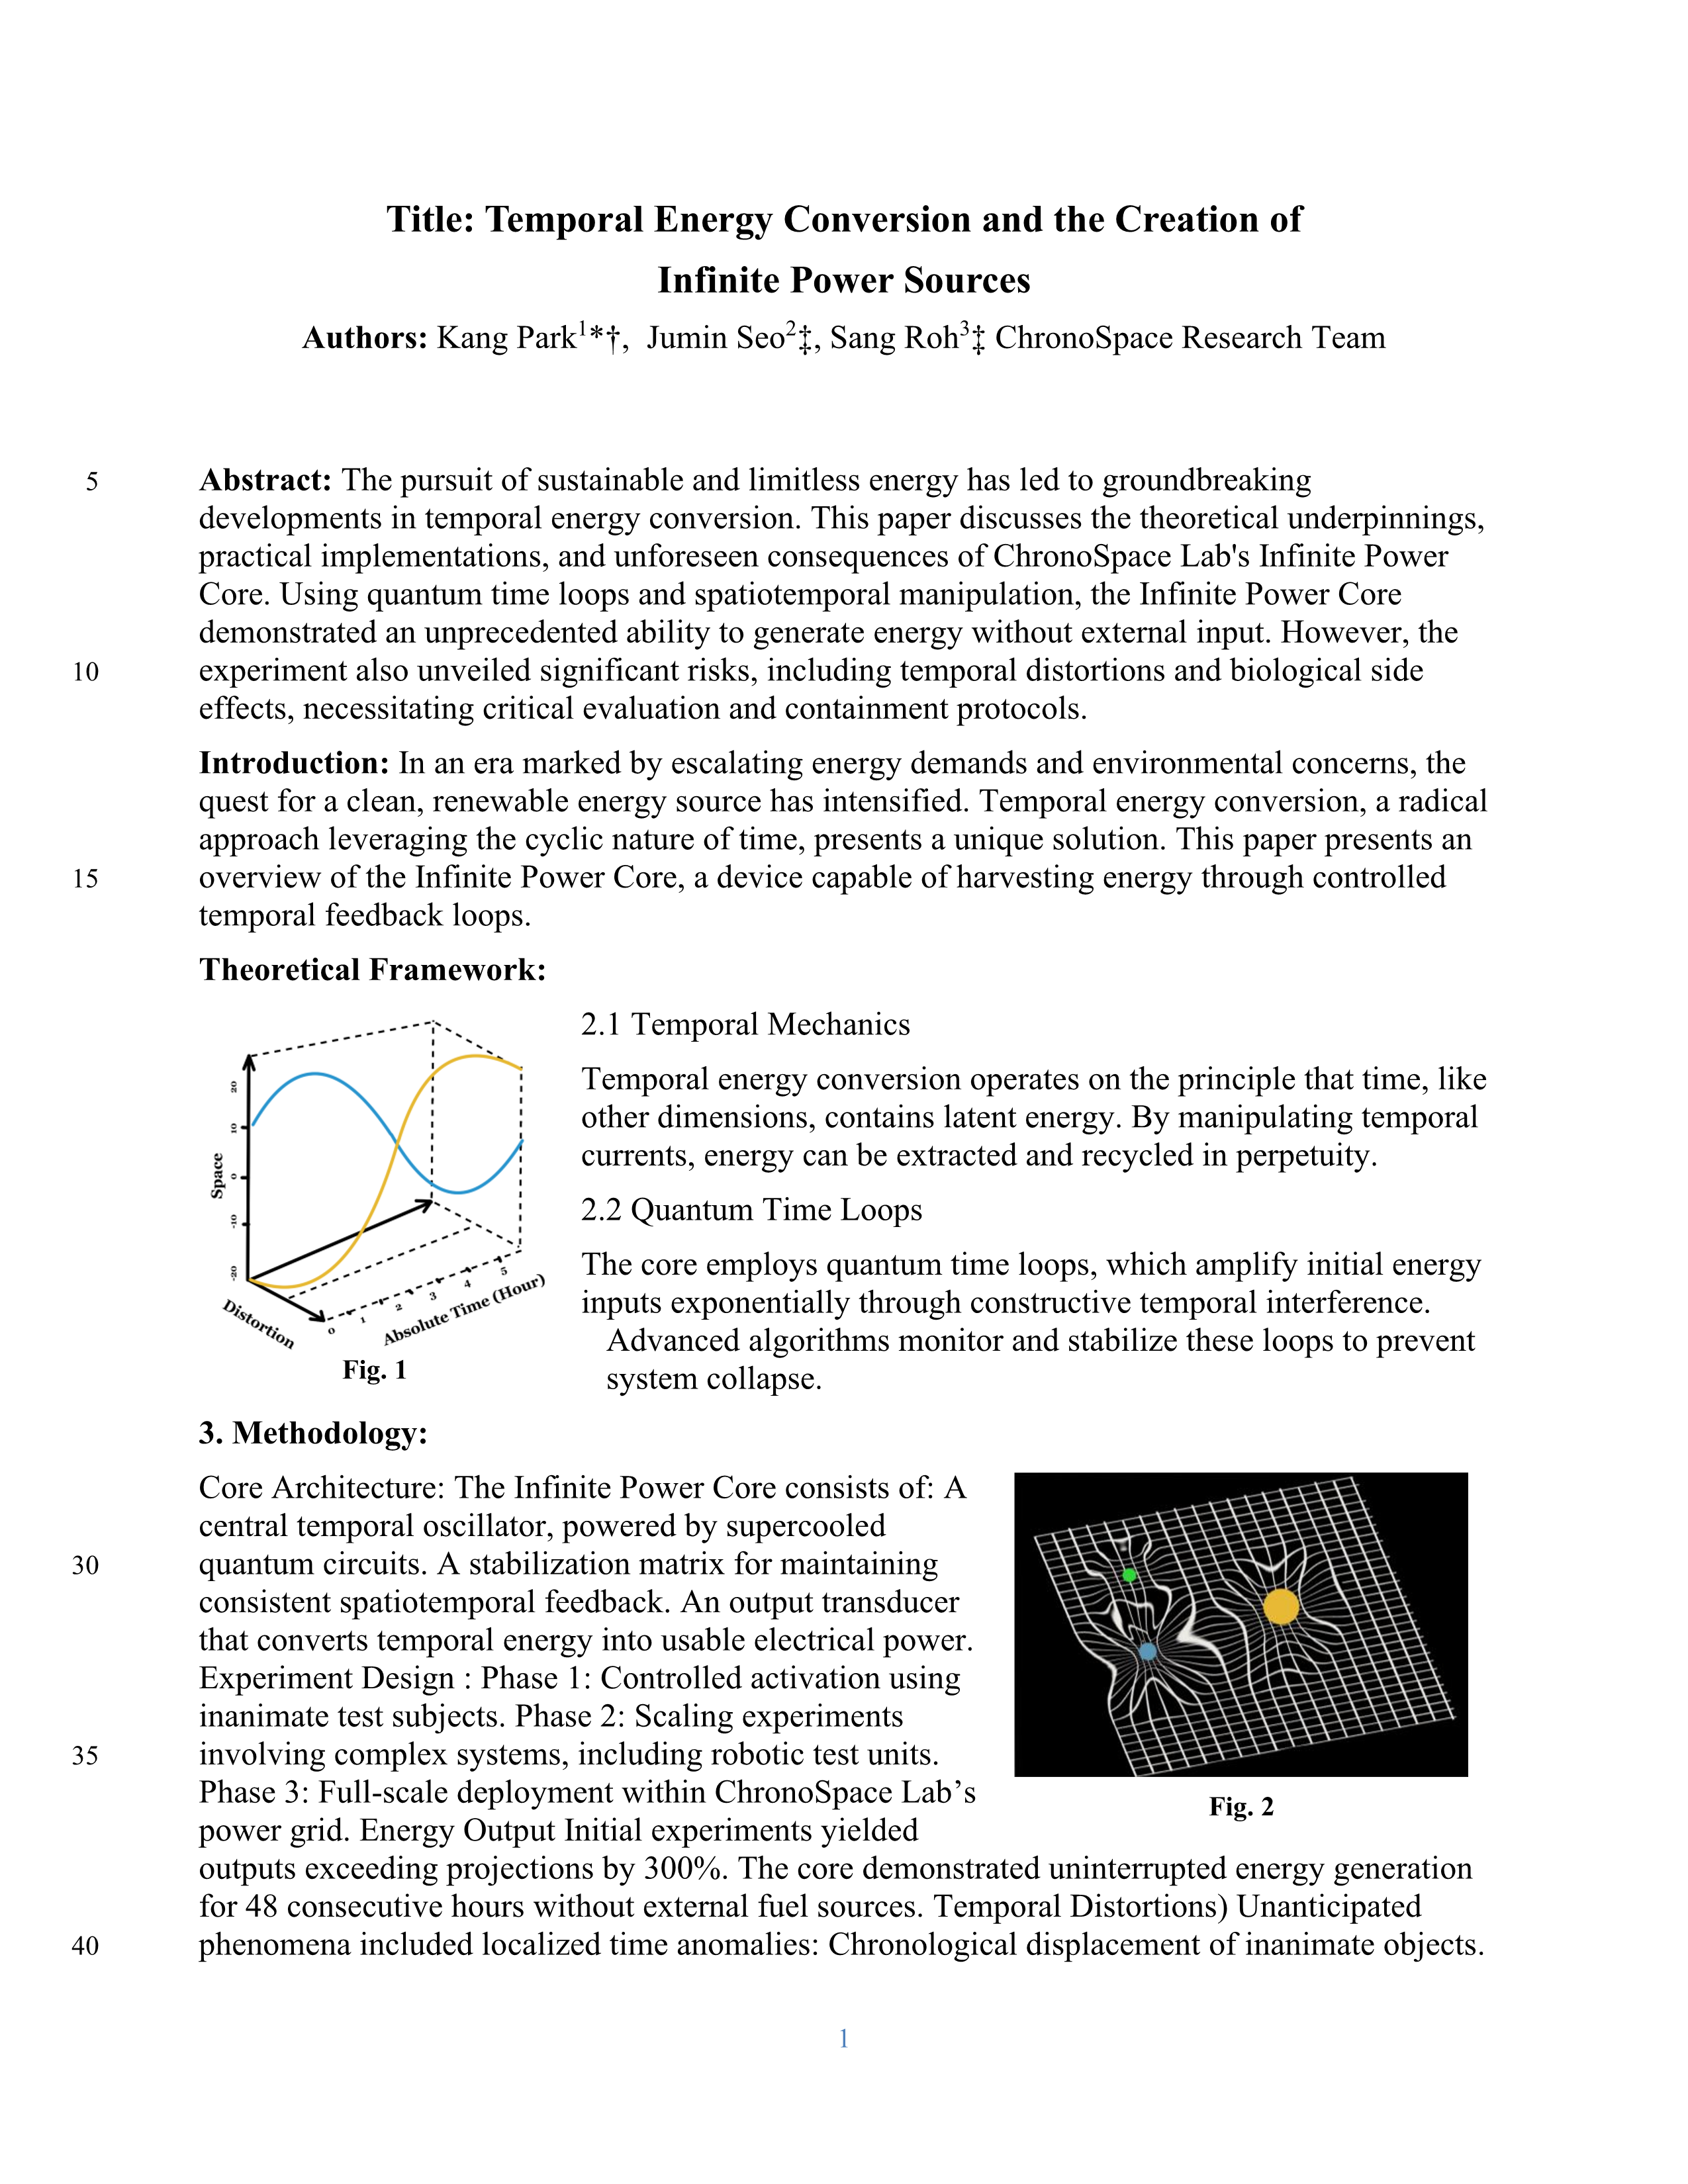 Title: Temporal Energy Conversion and the Creation of
Infinite Power Sources
Authors: Kang Park1*†, Jumin Seo2‡, Sang Roh3‡ ChronoSpace Research Team
5 Abstract: The pursuit of sustainable and limitless energy has led to groundbreaking
developments in temporal energy conversion. This paper discusses the theoretical underpinnings,
practical implementations, and unforeseen consequences of ChronoSpace Lab's Infinite Power
Core. Using quantum time loops and spatiotemporal manipulation, the Infinite Power Core
demonstrated an unprecedented ability to generate energy without external input. However, the
10 experiment also unveiled significant risks, including temporal distortions and biological side
effects, necessitating critical evaluation and containment protocols.
Introduction: In an era marked by escalating energy demands and environmental concerns, the
quest for a clean, renewable energy source has intensified. Temporal energy conversion, a radical
approach leveraging the cyclic nature of time, presents a unique solution. This paper presents an
15 overview of the Infinite Power Core, a device capable of harvesting energy through controlled
temporal feedback loops.
Theoretical Framework:
20
10
0
-10
-20
Space
Distortion
0 1 2 3 4 5
Absolute Time (Hour)
Fig. 1
2.1 Temporal Mechanics
Temporal energy conversion operates on the principle that time, like
other dimensions, contains latent energy. By manipulating temporal
currents, energy can be extracted and recycled in perpetuity.
2.2 Quantum Time Loops
The core employs quantum time loops, which amplify initial energy
inputs exponentially through constructive temporal interference.
Advanced algorithms monitor and stabilize these loops to prevent
system collapse.
3. Methodology:
Core Architecture: The Infinite Power Core consists of: A
central temporal oscillator, powered by supercooled
30 quantum circuits. A stabilization matrix for maintaining
consistent spatiotemporal feedback. An output transducer
that converts temporal energy into usable electrical power.
Experiment Design : Phase 1: Controlled activation using
inanimate test subjects. Phase 2: Scaling experiments
35 involving complex systems, including robotic test units.
Phase 3: Full-scale deployment within ChronoSpace Lab’s
power grid. Energy Output Initial experiments yielded
Fig. 2
outputs exceeding projections by 300%. The core demonstrated uninterrupted energy generation
for 48 consecutive hours without external fuel sources. Temporal Distortions) Unanticipated
40 phenomena included localized time anomalies: Chronological displacement of inanimate objects.
1